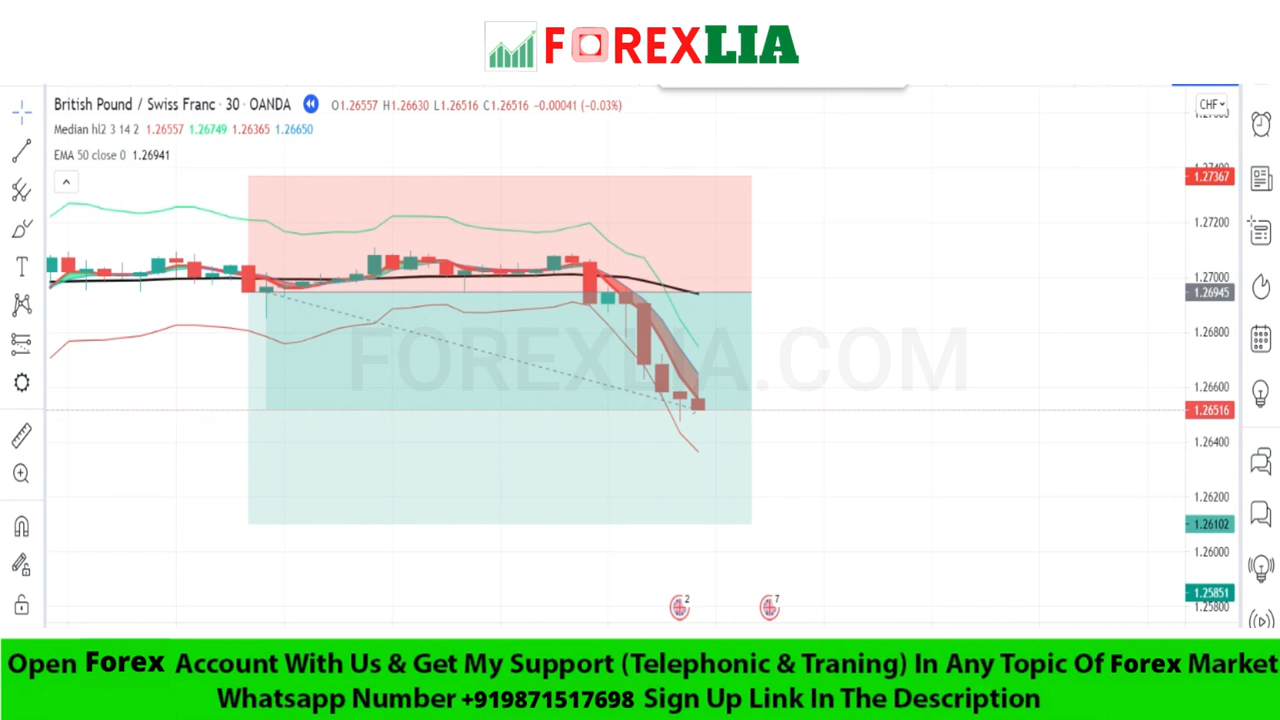 FOREXLIA
British Pound / Swiss Franc · 30 · OANDA O1.26557 H1.26630 L1.26516 C1.26516 -0.00041 (-0.03%)
CHF
Median hl2 3 14 2 1.26557 1.26749 1.26365 1.26650
EMA 50 close 0 1.26941
1.27367
1.27200
1.27000
1.26945
1.26800
FOREXLIA.COM
1.26600
1.26516
1.26400
1.26200
1.26102
1.26000
1.25851
1.25800
2 7
Open Forex Account With Us & Get My Support (Telephonic & Traning) In Any Topic Of Forex Market
Whatsapp Number +919871517698 Sign Up Link In The Description